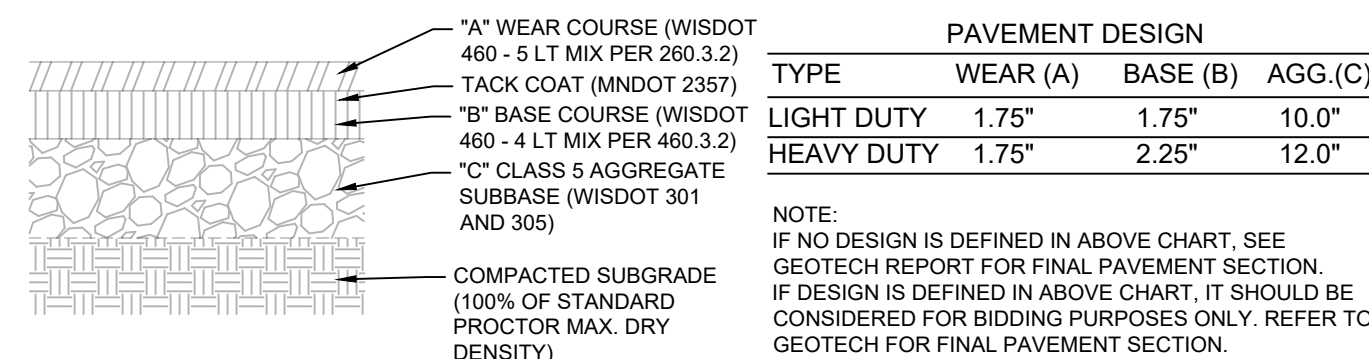 "A" WEAR COURSE (WISDOT
460 - 5 LT MIX PER 260.3.2)
TACK COAT (MNDOT 2357)
"B" BASE COURSE (WISDOT
460 - 4 LT MIX PER 460.3.2)
"C" CLASS 5 AGGREGATE
SUBBASE (WISDOT 301
AND 305)
COMPACTED SUBGRADE
(100% OF STANDARD
PROCTOR MAX. DRY
DENSITY)
PAVEMENT DESIGN
TYPE WEAR (A) BASE (B) AGG.(C)
LIGHT DUTY 1.75" 1.75" 10.0"
HEAVY DUTY 1.75" 2.25" 12.0"
NOTE:
IF NO DESIGN IS DEFINED IN ABOVE CHART, SEE
GEOTECH REPORT FOR FINAL PAVEMENT SECTION.
IF DESIGN IS DEFINED IN ABOVE CHART, IT SHOULD BE
CONSIDERED FOR BIDDING PURPOSES ONLY. REFER TO
GEOTECH FOR FINAL PAVEMENT SECTION.